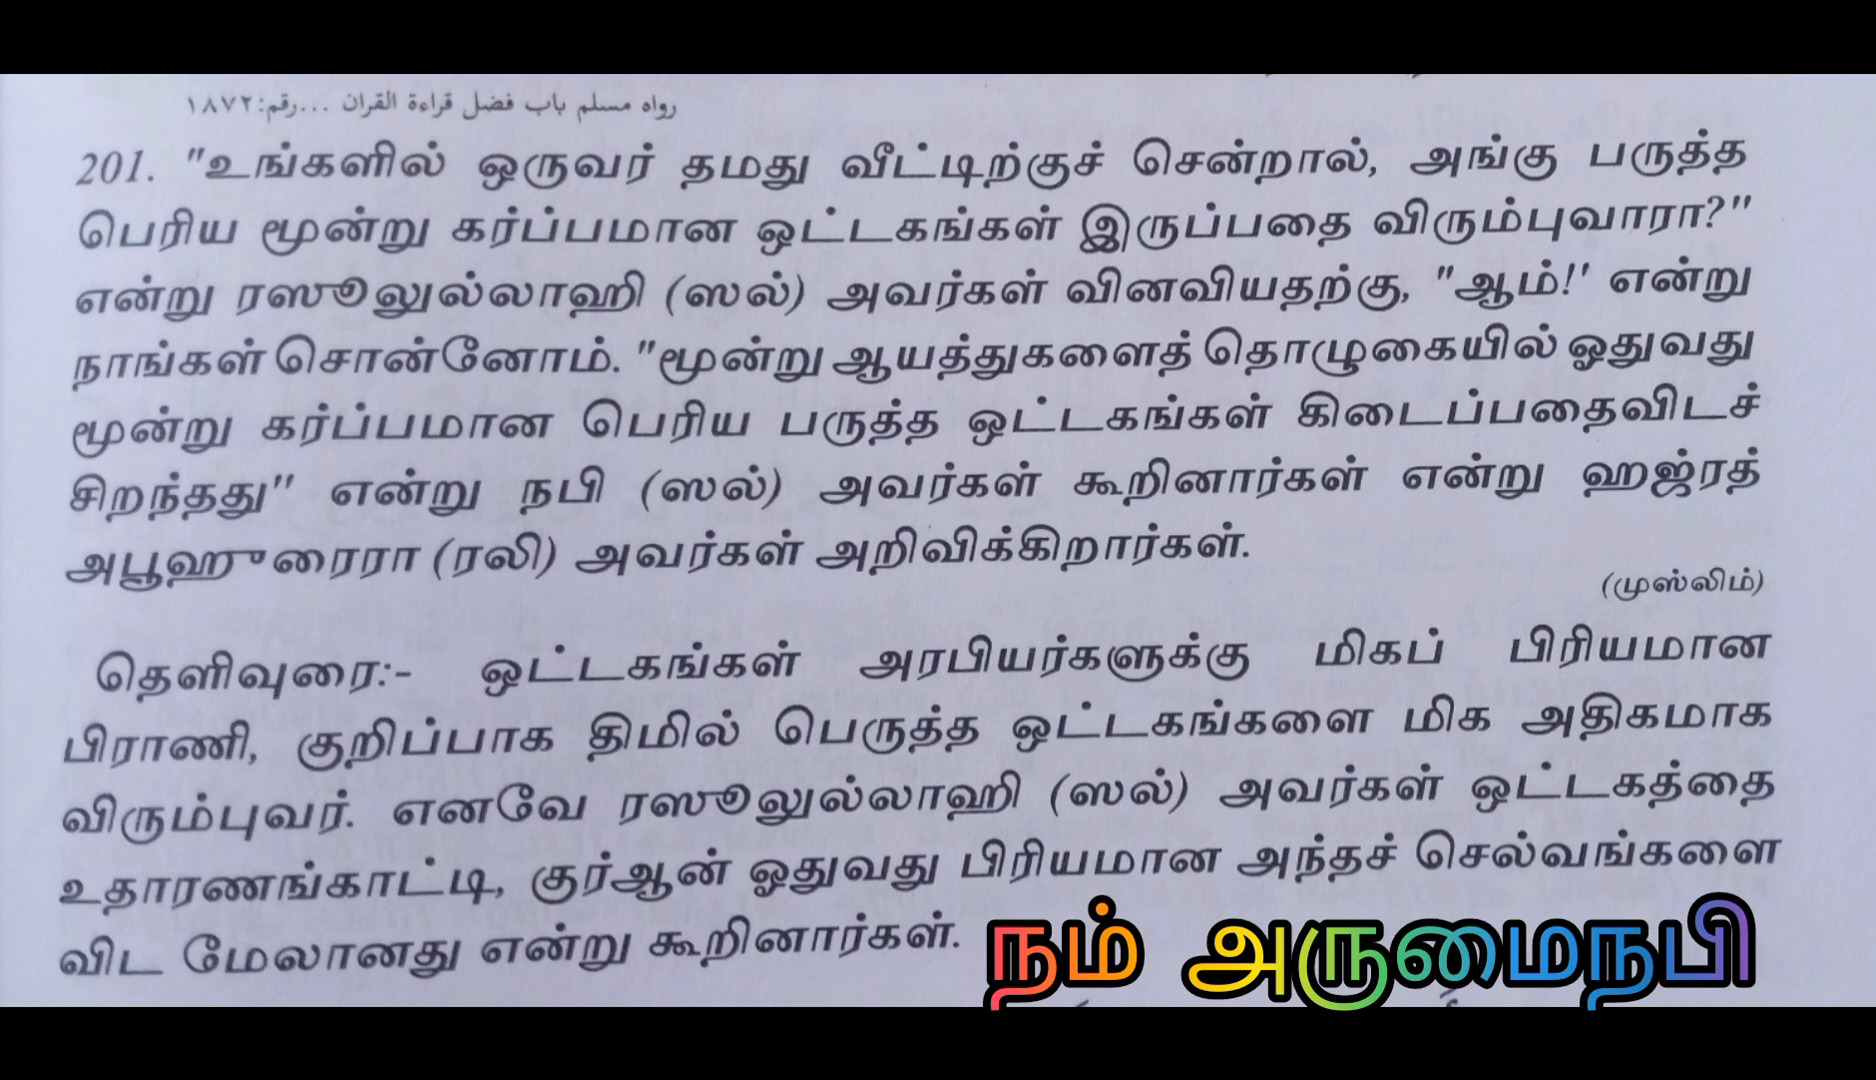 رواه مسلم باب فضل قراءة القران ...رقم:١٨٧٢
201. "உங்களில் ஒருவர் தமது வீட்டிற்குச் சென்றால், அங்கு பருத்த
பெரிய மூன்று கர்ப்பமான ஒட்டகங்கள் இருப்பதை விரும்புவாரா?"
என்று ரஸூலுல்லாஹி (ஸல்) அவர்கள் வினவியதற்கு, "ஆம்!' என்று
நாங்கள் சொன்னோம். "மூன்று ஆயத்துகளைத் தொழுகையில் ஓதுவது
மூன்று கர்ப்பமான பெரிய பருத்த ஒட்டகங்கள் கிடைப்பதைவிடச்
சிறந்தது" என்று நபி (ஸல்) அவர்கள் கூறினார்கள் என்று ஹஜ்ரத்
அபூஹுரைரா (ரலி) அவர்கள் அறிவிக்கிறார்கள்.
(முஸ்லிம்)
தெளிவுரை:- ஒட்டகங்கள் அரபியர்களுக்கு மிகப் பிரியமான
பிராணி, குறிப்பாக திமில் பெருத்த ஒட்டகங்களை மிக அதிகமாக
விரும்புவர். எனவே ரஸூலுல்லாஹி (ஸல்) அவர்கள் ஒட்டகத்தை
உதாரணங்காட்டி, குர்ஆன் ஓதுவது பிரியமான அந்தச் செல்வங்களை
விட மேலானது என்று கூறினார்கள்.
நம் அருமைநபி